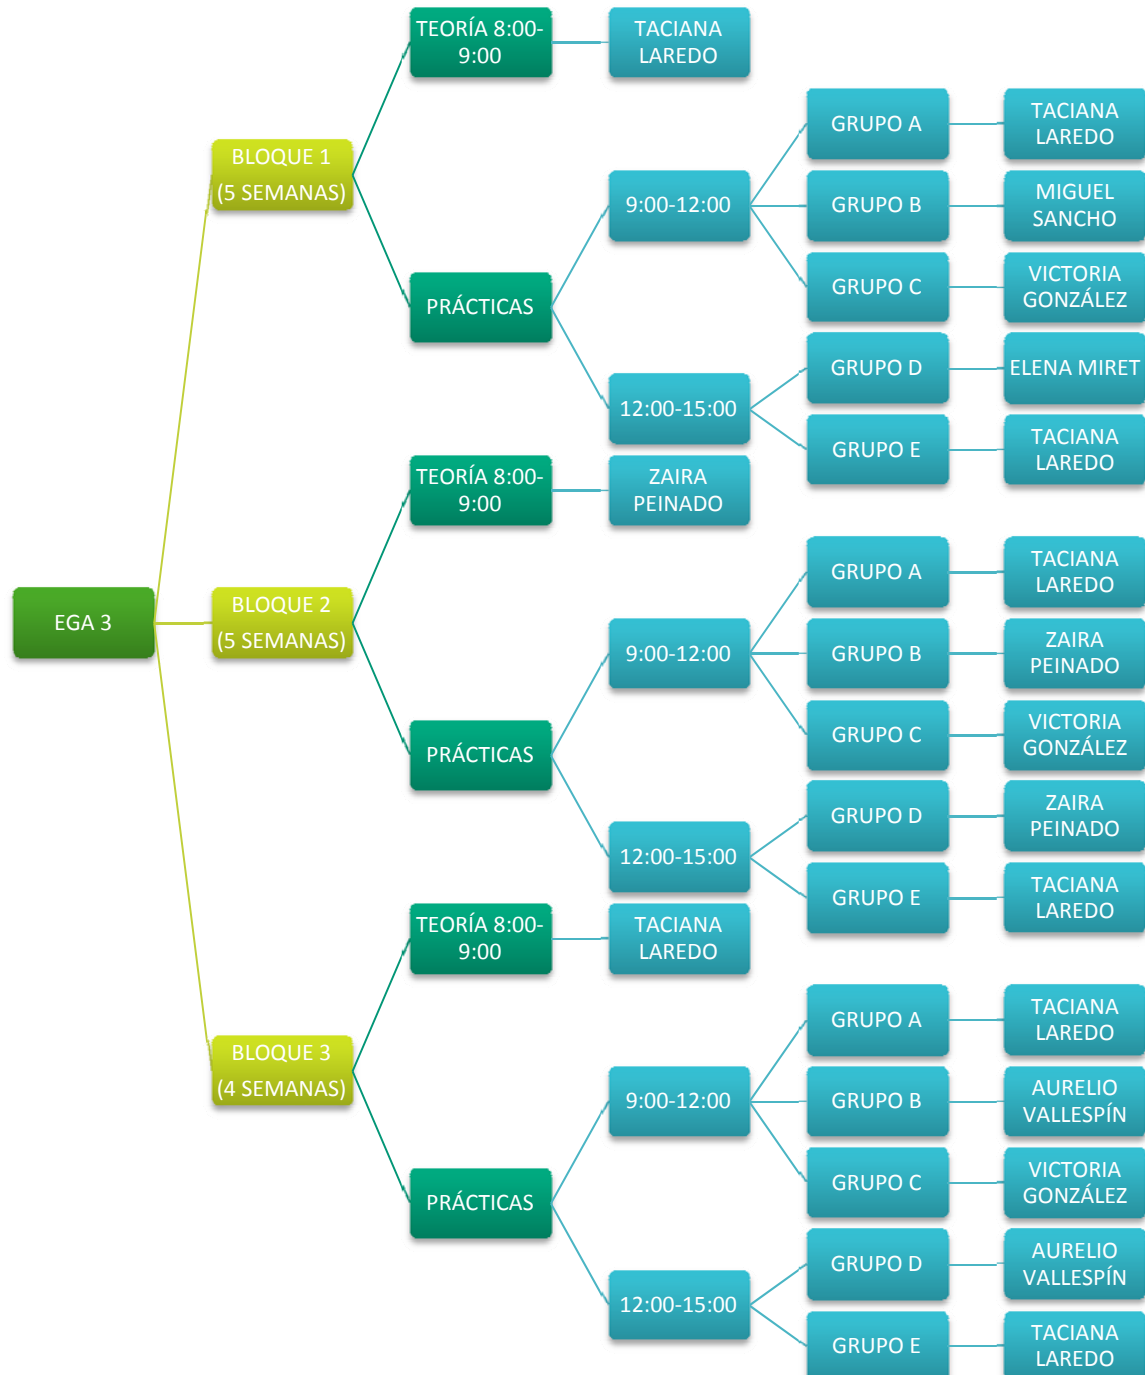 EGA 3
BLOQUE 1
(5 SEMANAS)
TEORÍA 8:00-
9:00
TACIANA
LAREDO
PRÁCTICAS
9:00-12:00
GRUPO A
TACIANA
LAREDO
GRUPO B
MIGUEL
SANCHO
GRUPO C
VICTORIA
GONZÁLEZ
12:00-15:00
GRUPO D
ELENA MIRET
GRUPO E
TACIANA
LAREDO
BLOQUE 2
(5 SEMANAS)
TEORÍA 8:00-
9:00
ZAIRA
PEINADO
PRÁCTICAS
9:00-12:00
GRUPO A
TACIANA
LAREDO
GRUPO B
ZAIRA
PEINADO
GRUPO C
VICTORIA
GONZÁLEZ
12:00-15:00
GRUPO D
ZAIRA
PEINADO
GRUPO E
TACIANA
LAREDO
BLOQUE 3
(4 SEMANAS)
TEORÍA 8:00-
9:00
TACIANA
LAREDO
PRÁCTICAS
9:00-12:00
GRUPO A
TACIANA
LAREDO
GRUPO B
AURELIO
VALLESPÍN
GRUPO C
VICTORIA
GONZÁLEZ
12:00-15:00
GRUPO D
AURELIO
VALLESPÍN
GRUPO E
TACIANA
LAREDO